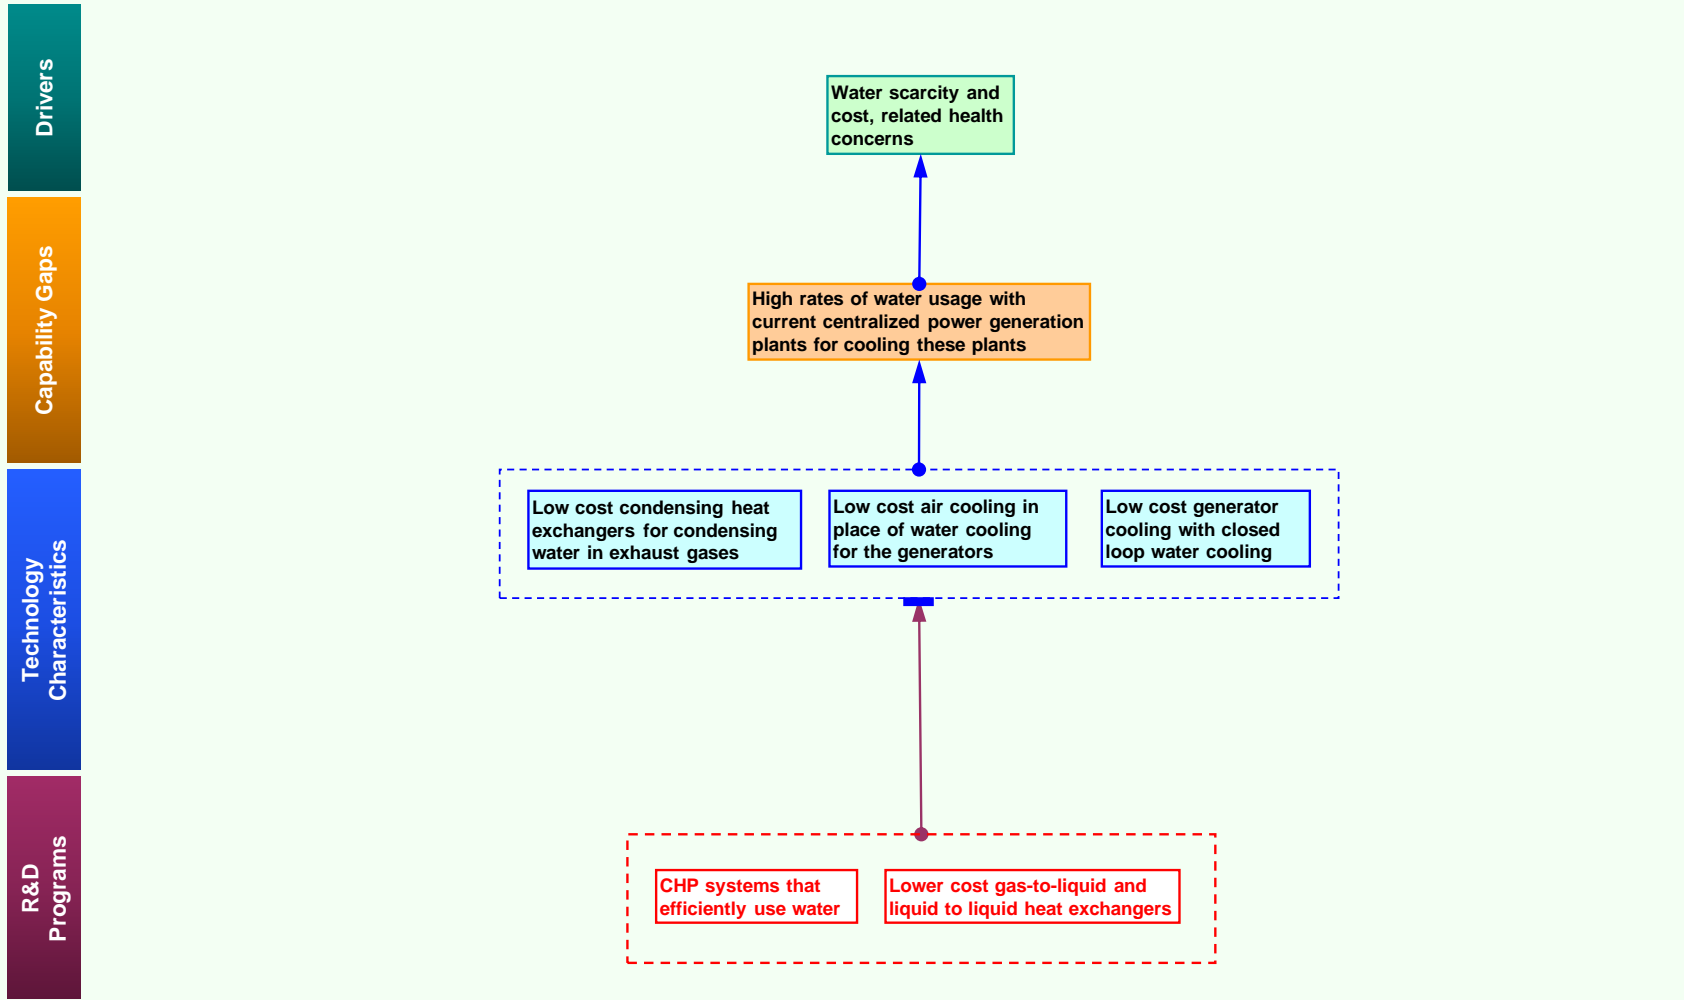 Drivers
Water scarcity and
cost, related health
concerns
Capability Gaps
High rates of water usage with
current centralized power generation
plants for cooling these plants
Technology
Characteristics
Low cost condensing heat
exchangers for condensing
water in exhaust gases
Low cost air cooling in
place of water cooling
for the generators
Low cost generator
cooling with closed
loop water cooling
R&D
Programs
CHP systems that
efficiently use water
Lower cost gas-to-liquid and
liquid to liquid heat exchangers